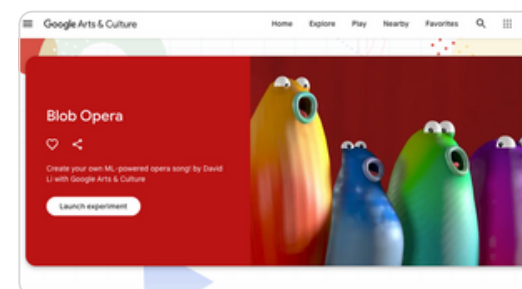 Google Arts & Culture
Home Explore Play Nearby Favorites
Blob Opera
Create your own ML-powered opera song! by David
Li with Google Arts & Culture
Launch experiment